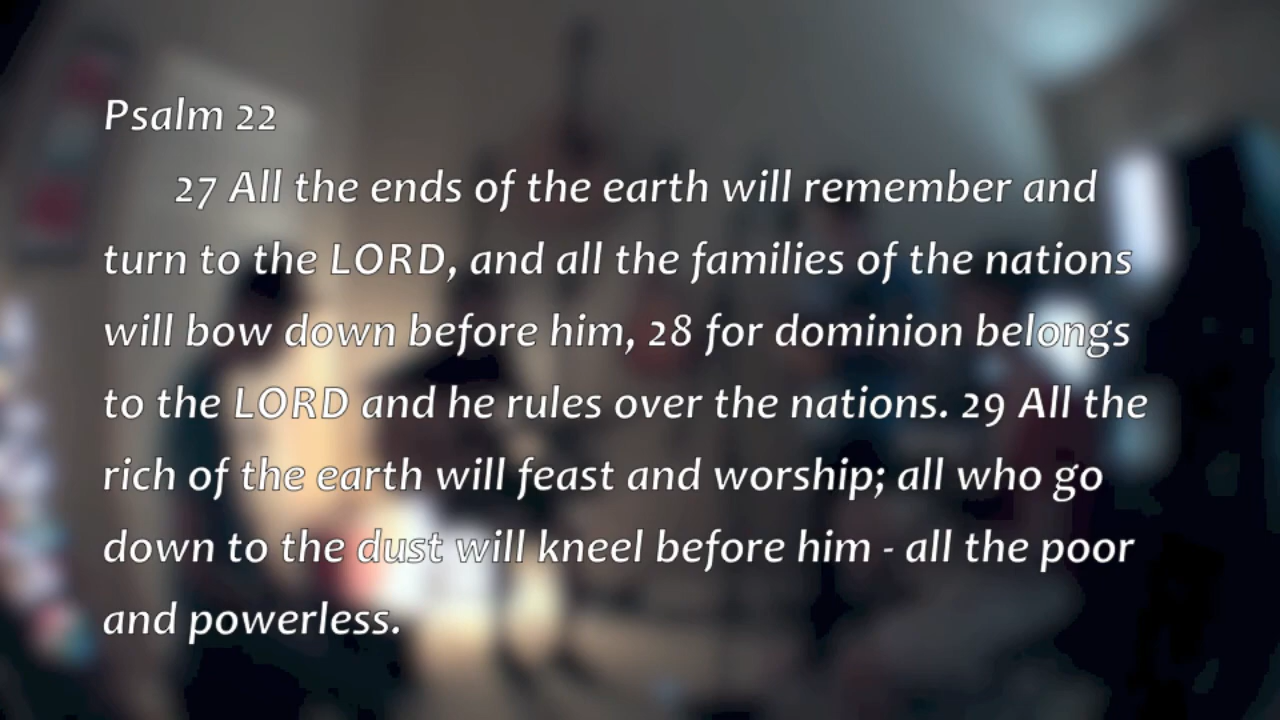 Psalm 22
27 All the ends of the earth will remember and
turn to the LORD, and all the families of the nations
will bow down before him, 28 for dominion belongs
to the LORD and he rules over the nations. 29 All the
rich of the earth will feast and worship; all who go
down to the dust will kneel before him - all the poor
and powerless.